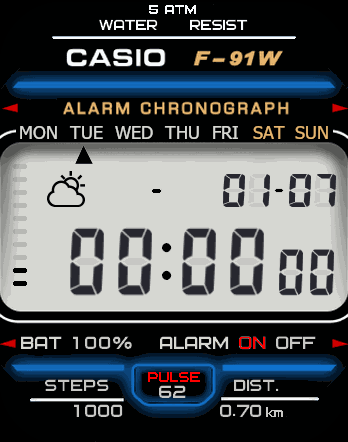 5 ATM
WATER RESIST
CASIO F-91W
ALARM CHRONOGRAPH
MON TUE WED THU FRI SAT SUN
- 01-07
00:00 00
BAT 100% ALARM ON OFF
PULSE
62
STEPS DIST.
1000 0.70 km